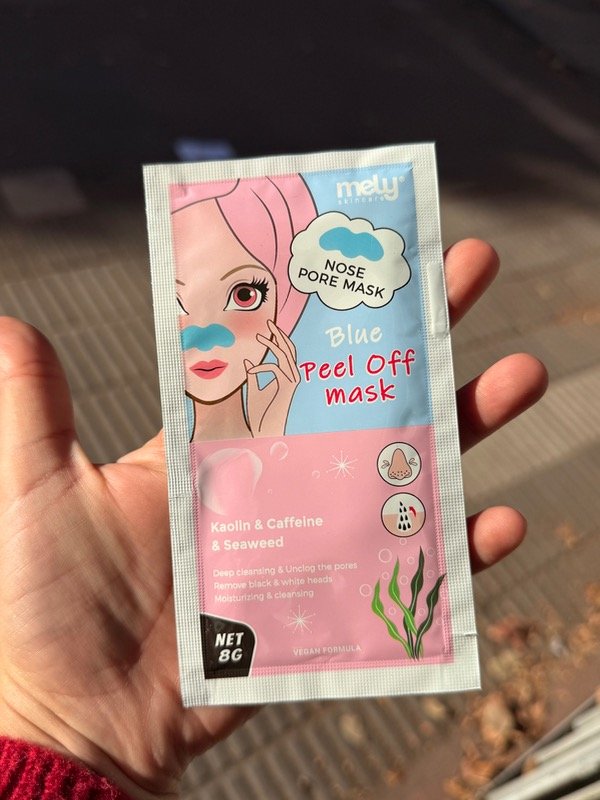 mely®
skincare
NOSE
PORE MASK
Blue
Peel Off
mask
Kaolin & Caffeine
& Seaweed
Deep cleansing & Unclog the pores
Remove black & white heads
Moisturizing & cleansing
NET
8G
VEGAN FORMULA